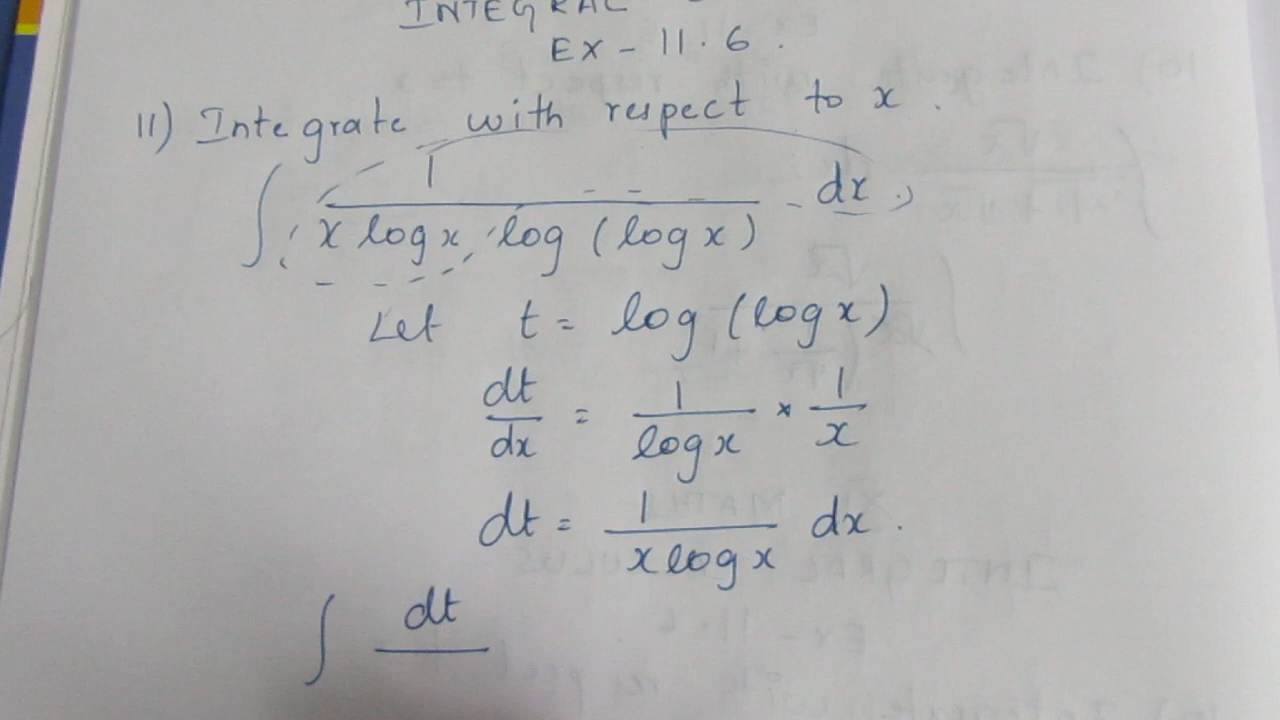 INTEGRAL
EX - 11.6.
11) Integrate with respect to x.
∫ 1 / (x log x log (log x)) dx,
Let t = log (log x)
dt/dx = 1/(log x) × 1/x
dt = 1/(x log x) dx.
∫ dt/